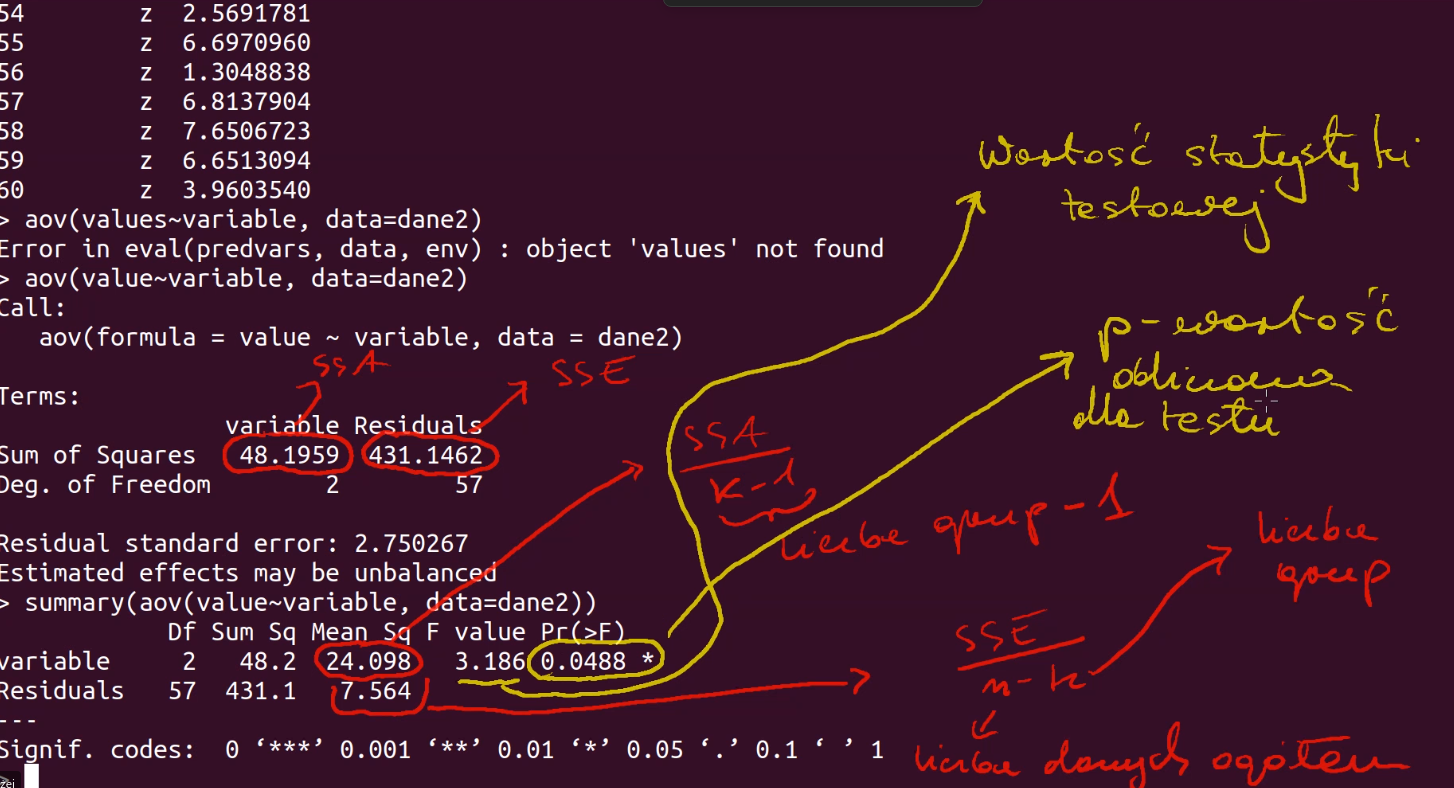 54 z 2.5691781
55 z 6.6970960
56 z 1.3048838
57 z 6.8137904
58 z 7.6506723
59 z 6.6513094
60 z 3.9603540
> aov(values~variable, data=dane2)
Error in eval(predvars, data, env) : object 'values' not found
> aov(value~variable, data=dane2)
Call:
aov(formula = value ~ variable, data = dane2)
Terms:
variable Residuals
Sum of Squares 48.1959 431.1462
Deg. of Freedom 2 57
Residual standard error: 2.750267
Estimated effects may be unbalanced
> summary(aov(value~variable, data=dane2))
Df Sum Sq Mean Sq F value Pr(>F)
variable 2 48.2 24.098 3.186 0.0488 *
Residuals 57 431.1 7.564
---
Signif. codes: 0 ‘***’ 0.001 ‘**’ 0.01 ‘*’ 0.05 ‘.’ 0.1 ‘ ’ 1
zej
SSA
SSE
Wartość statystyki
testowej
p-wartość
obliczona
dla testu
SSA
K-1
liczba grup - 1
liczba
grup
SSE
n-k
liczba danych ogółem